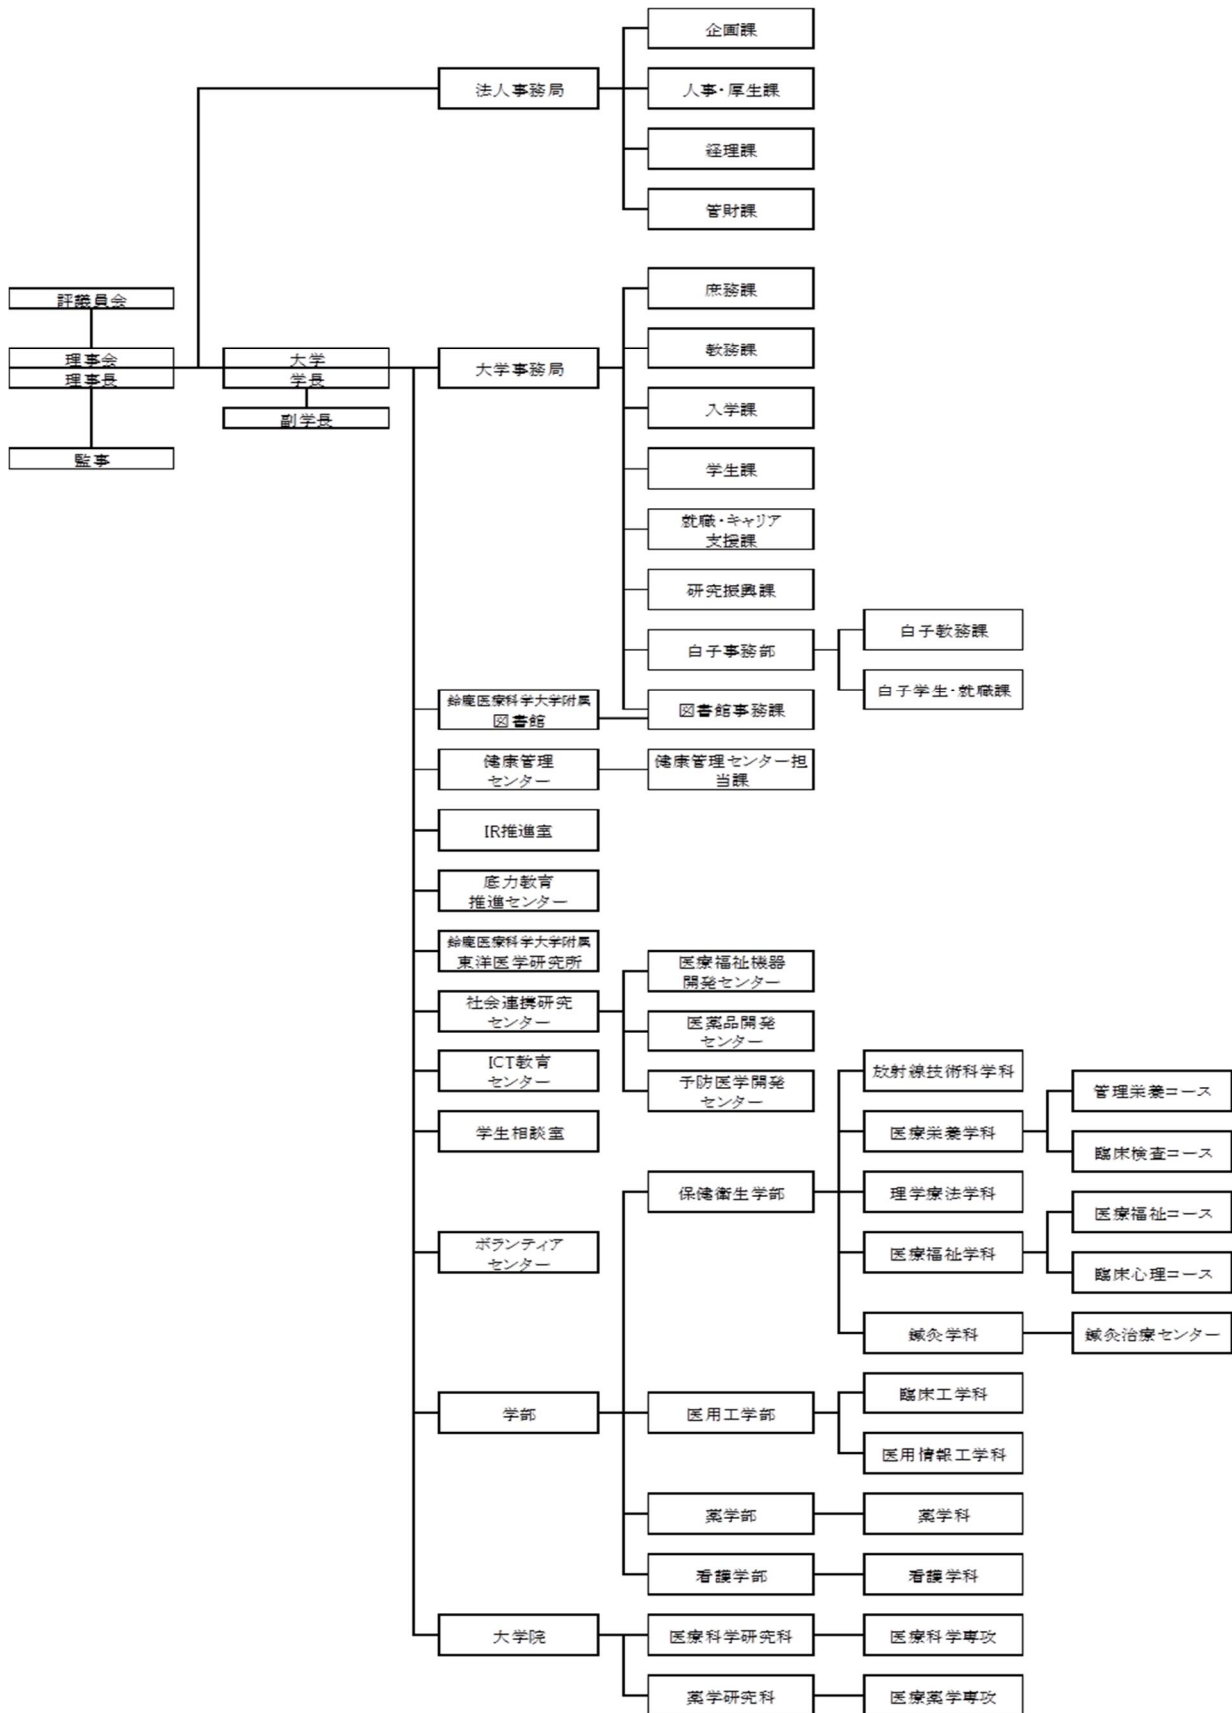 企画課
法人事務局
人事・厚生課
経理課
管財課
評議員会
理事会
理事長
監事
大学
学長
副学長
大学事務局
庶務課
教務課
入学課
学生課
就職・キャリア
支援課
研究振興課
白子事務部
白子教務課
白子学生・就職課
鈴鹿医療科学大学附属
図書館
図書館事務課
健康管理
センター
健康管理センター担
当課
IR推進室
底力教育
推進センター
鈴鹿医療科学大学附属
東洋医学研究所
社会連携研究
センター
医療福祉機器
開発センター
医薬品開発
センター
予防医学開発
センター
ICT教育
センター
学生相談室
ボランティア
センター
学部
保健衛生学部
放射線技術科学科
医療栄養学科
管理栄養コース
臨床検査コース
理学療法学科
医療福祉学科
医療福祉コース
臨床心理コース
鍼灸学科
鍼灸治療センター
医用工学部
臨床工学科
医用情報工学科
薬学部
薬学科
看護学部
看護学科
大学院
医療科学研究科
医療科学専攻
薬学研究科
医療薬学専攻